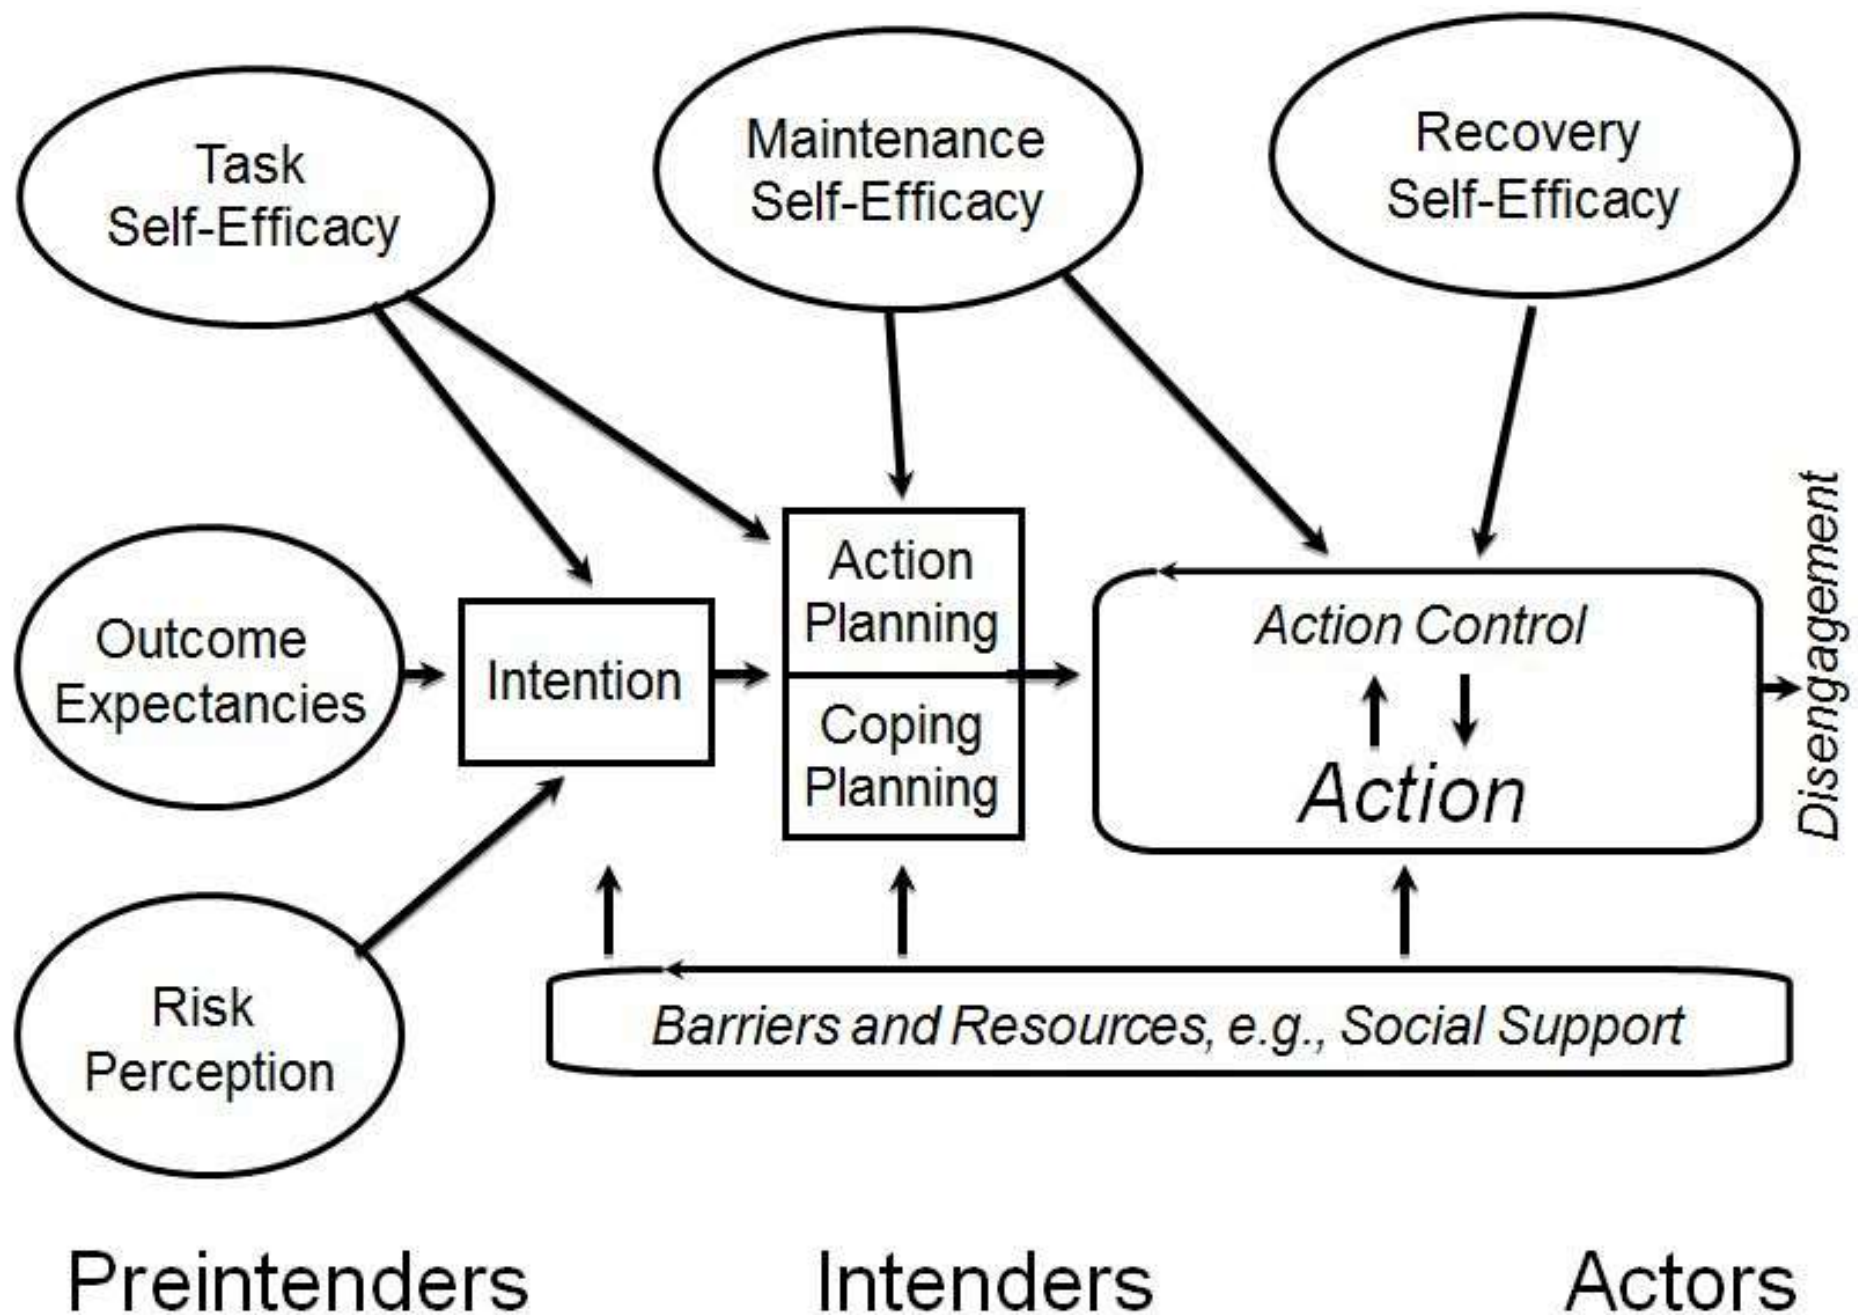 Task
Self-Efficacy
Maintenance
Self-Efficacy
Recovery
Self-Efficacy
Outcome
Expectancies
Intention
Action
Planning
Coping
Planning
Action Control
Action
Disengagement
Risk
Perception
Barriers and Resources, e.g., Social Support
Preintenders
Intenders
Actors